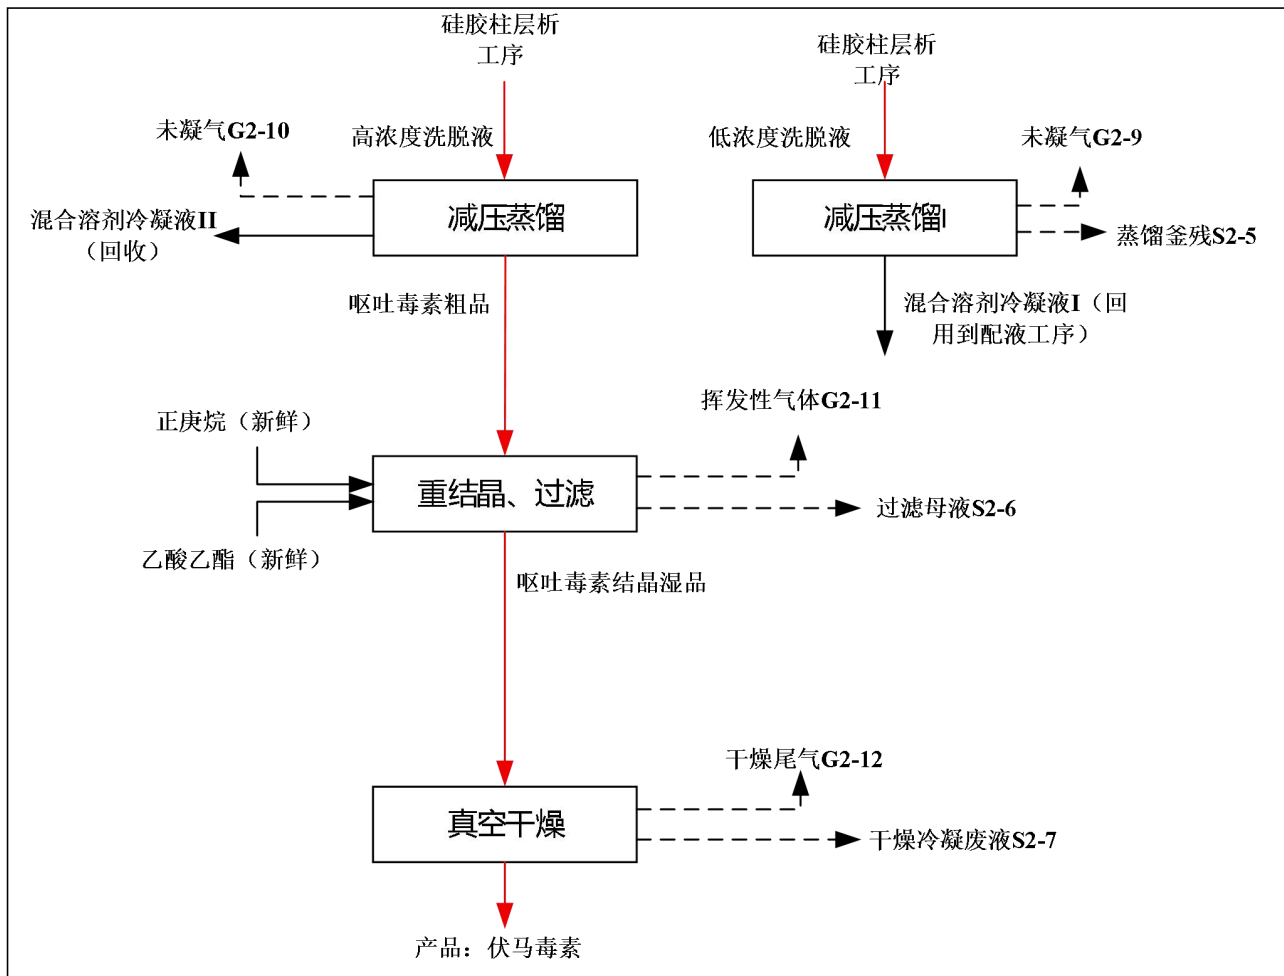 硅胶柱层析
工序
硅胶柱层析
工序
未凝气G2-10
高浓度洗脱液
低浓度洗脱液
未凝气G2-9
混合溶剂冷凝液II
（回收）
减压蒸馏
减压蒸馏I
蒸馏釜残S2-5
呕吐毒素粗品
混合溶剂冷凝液I（回
用到配液工序）
正庚烷（新鲜）
挥发性气体G2-11
重结晶、过滤
过滤母液S2-6
乙酸乙酯（新鲜）
呕吐毒素结晶湿品
干燥尾气G2-12
真空干燥
干燥冷凝废液S2-7
产品：伏马毒素